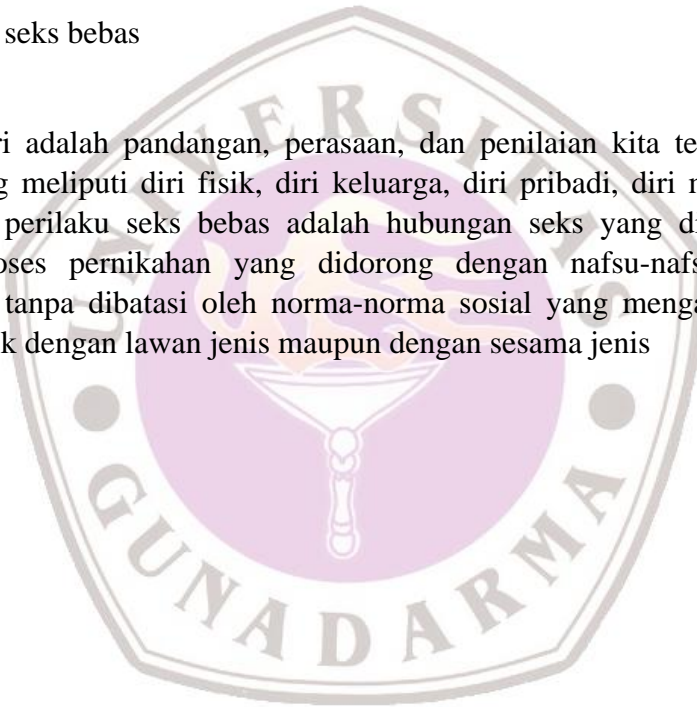 seks bebas
ri adalah pandangan, perasaan, dan penilaian kita te
g meliputi diri fisik, diri keluarga, diri pribadi, diri
perilaku seks bebas adalah hubungan seks yang di
oses pernikahan yang didorong dengan nafsu-nafs
tanpa dibatasi oleh norma-norma sosial yang menga
k dengan lawan jenis maupun dengan sesama jenis
UNIVERSITAS
GUNADARMA